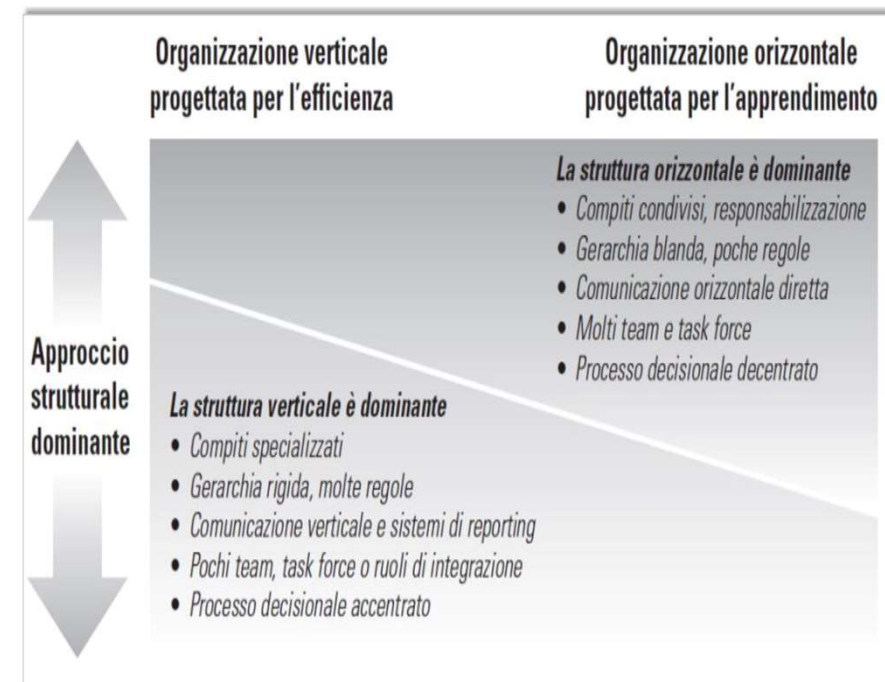 Organizzazione verticale
progettata per l'efficienza
Organizzazione orizzontale
progettata per l'apprendimento
La struttura orizzontale è dominante
• Compiti condivisi, responsabilizzazione
• Gerarchia blanda, poche regole
• Comunicazione orizzontale diretta
• Molti team e task force
• Processo decisionale decentrato
Approccio
strutturale
dominante
La struttura verticale è dominante
• Compiti specializzati
• Gerarchia rigida, molte regole
• Comunicazione verticale e sistemi di reporting
• Pochi team, task force o ruoli di integrazione
• Processo decisionale accentrato